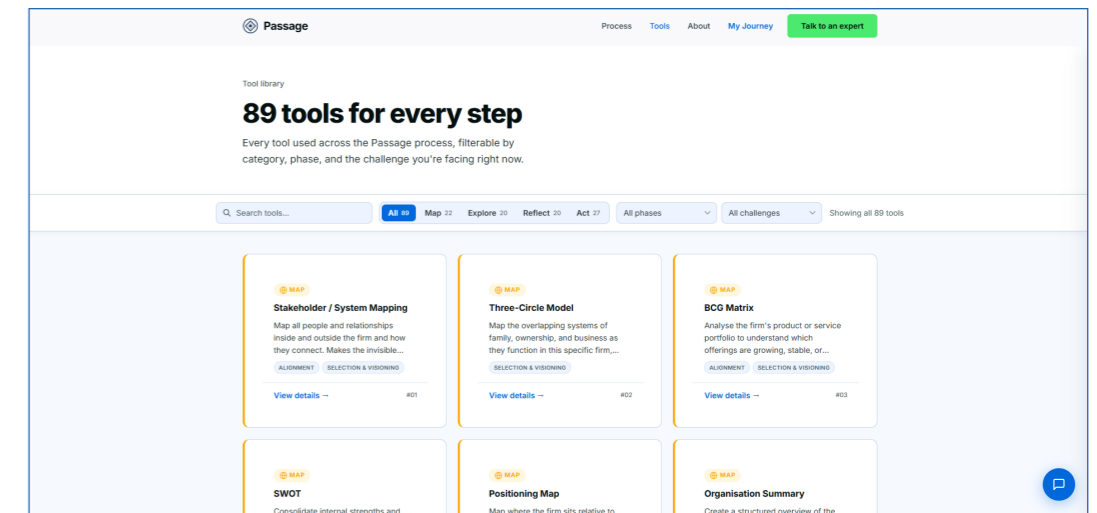 Passage
Process Tools About My Journey Talk to an expert
Tool library
89 tools for every step
Every tool used across the Passage process, filterable by
category, phase, and the challenge you're facing right now.
Search tools... All 89 Map 22 Explore 20 Reflect 20 Act 27 All phases All challenges Showing all 89 tools
MAP
Stakeholder / System Mapping
Map all people and relationships
inside and outside the firm and how
they connect. Makes the invisible...
ALIGNMENT SELECTION & VISIONING
View details → #01
MAP
Three-Circle Model
Map the overlapping systems of
family, ownership, and business as
they function in this specific firm,...
SELECTION & VISIONING
View details → #02
MAP
BCG Matrix
Analyse the firm's product or service
portfolio to understand which
offerings are growing, stable, or...
ALIGNMENT SELECTION & VISIONING
View details → #03
MAP
SWOT
Consolidate internal strengths and
MAP
Positioning Map
Map where the firm sits relative to
MAP
Organisation Summary
Create a structured overview of the